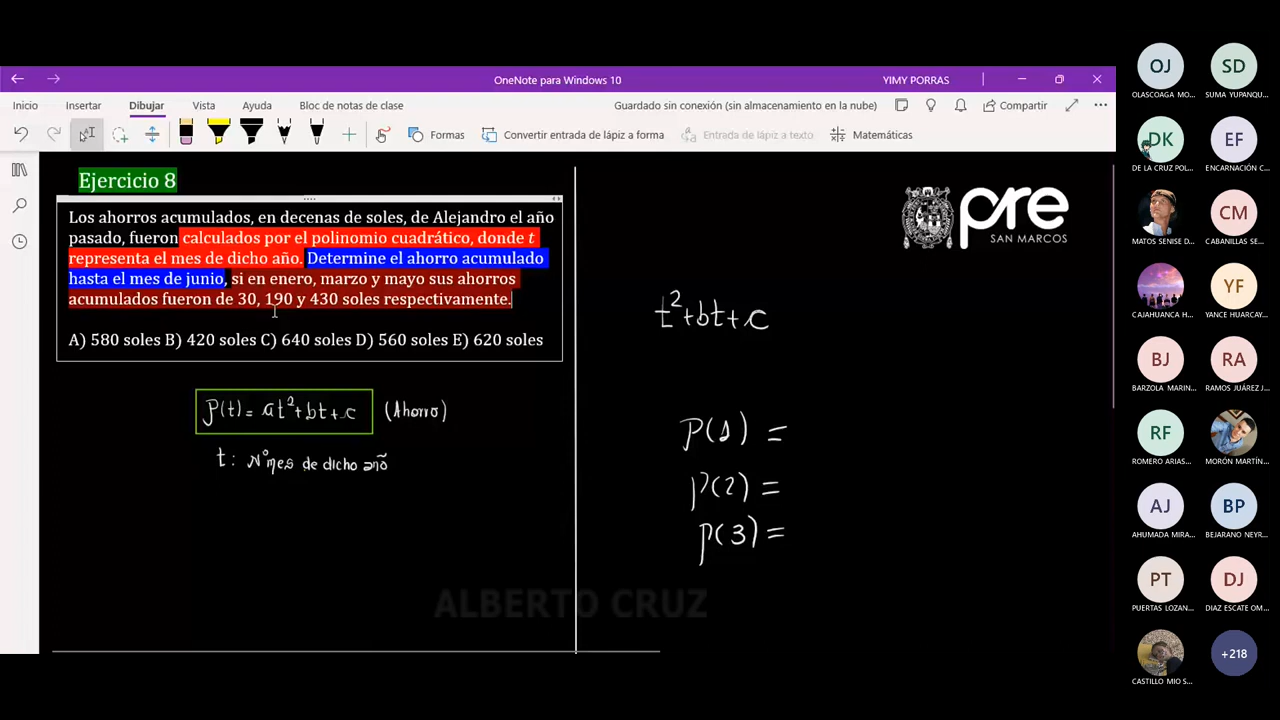 OneNote para Windows 10
YIMY PORRAS
Inicio
Insertar
Dibujar
Vista
Ayuda
Bloc de notas de clase
Guardado sin conexión (sin almacenamiento en la nube)
Compartir
Formas
Convertir entrada de lápiz a forma
Entrada de lápiz a texto
Matemáticas
Ejercicio 8
Los ahorros acumulados, en decenas de soles, de Alejandro el año
pasado, fueron calculados por el polinomio cuadrático, donde t
representa el mes de dicho año. Determine el ahorro acumulado
hasta el mes de junio, si en enero, marzo y mayo sus ahorros
acumulados fueron de 30, 190 y 430 soles respectivamente.
A) 580 soles B) 420 soles C) 640 soles D) 560 soles E) 620 soles
P(t) = at²+bt+c (Ahorro)
t: N° mes de dicho año
pre
SAN MARCOS
t²+bt+c
P(1) =
P(2) =
P(3) =
ALBERTO CRUZ
OJ
OLASCOAGA MO...
SD
SUMA YUPANQU...
DK
DE LA CRUZ POL...
EF
ENCARNACIÓN C...
MATOS SENISE D...
CM
CABANILLAS SE...
CAJAHUANCA H...
YF
YANCE HUARCAY...
BJ
BARZOLA MARIN...
RA
RAMOS JUÁREZ J...
RF
ROMERO ARIAS...
MORÓN MARTÍN...
AJ
AHUMADA MIRA...
BP
BEJARANO NEYR...
PT
PUERTAS LOZAN...
DJ
DIAZ ESCATE OM...
CASTILLO MIO S...
+218